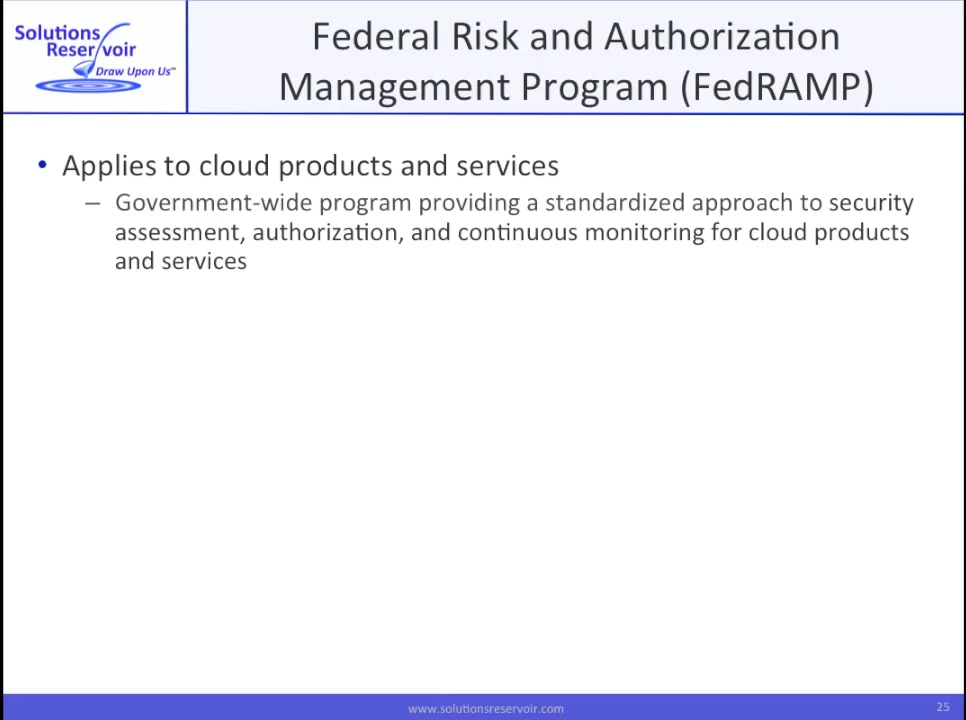 Solutions
Reservoir
Draw Upon Us™
Federal Risk and Authorization
Management Program (FedRAMP)
• Applies to cloud products and services
– Government-wide program providing a standardized approach to security
assessment, authorization, and continuous monitoring for cloud products
and services
www.solutionsreservoir.com
25